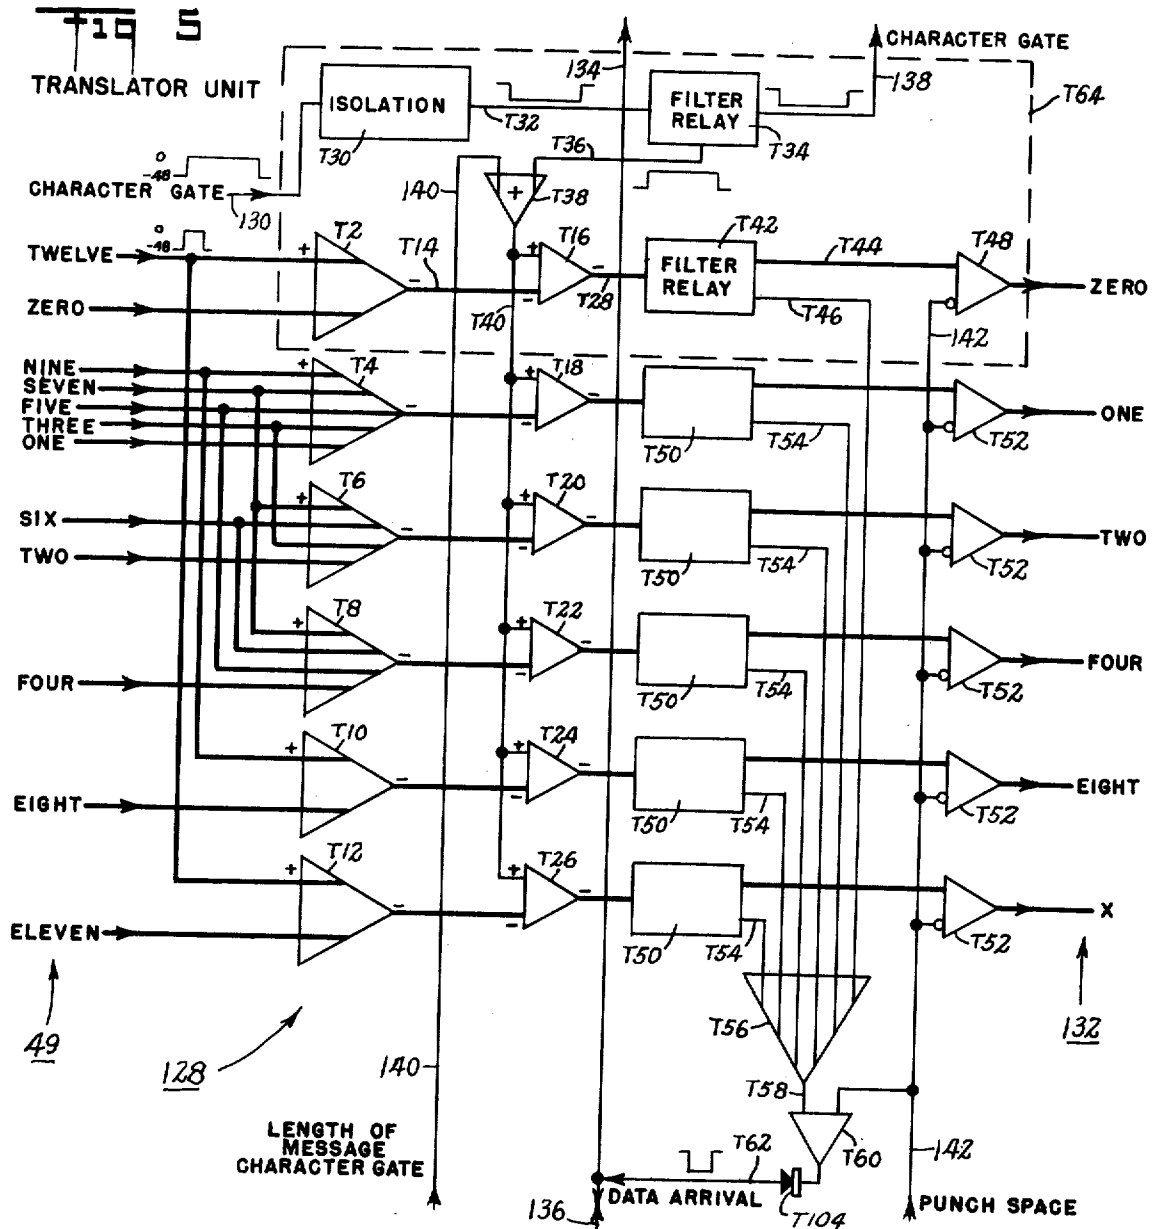 Fig 5
TRANSLATOR UNIT
134
CHARACTER GATE
138
T64
ISOLATION
T30
T32
FILTER
RELAY
T34
T36
0
-48
CHARACTER GATE
130
140
+
T38
0
-48
TWELVE
+
T2
-
T14
+
T16
-
-
T28
T40
T42
FILTER
RELAY
T44
T46
T48
ZERO
142
ZERO
NINE
SEVEN
FIVE
THREE
ONE
+
T4
-
+
T18
-
-
T50
T54
T52
ONE
SIX
TWO
+
T6
-
+
T20
-
-
T50
T54
T52
TWO
+
T8
-
+
T22
-
-
T50
T54
T52
FOUR
FOUR
+
T10
-
+
T24
-
-
T50
T54
T52
EIGHT
EIGHT
+
T12
-
+
T26
-
-
T50
T54
T52
X
ELEVEN
49
128
140
T56
132
T58
T60
142
LENGTH OF
MESSAGE
CHARACTER GATE
T62
DATA ARRIVAL
T104
136
PUNCH SPACE